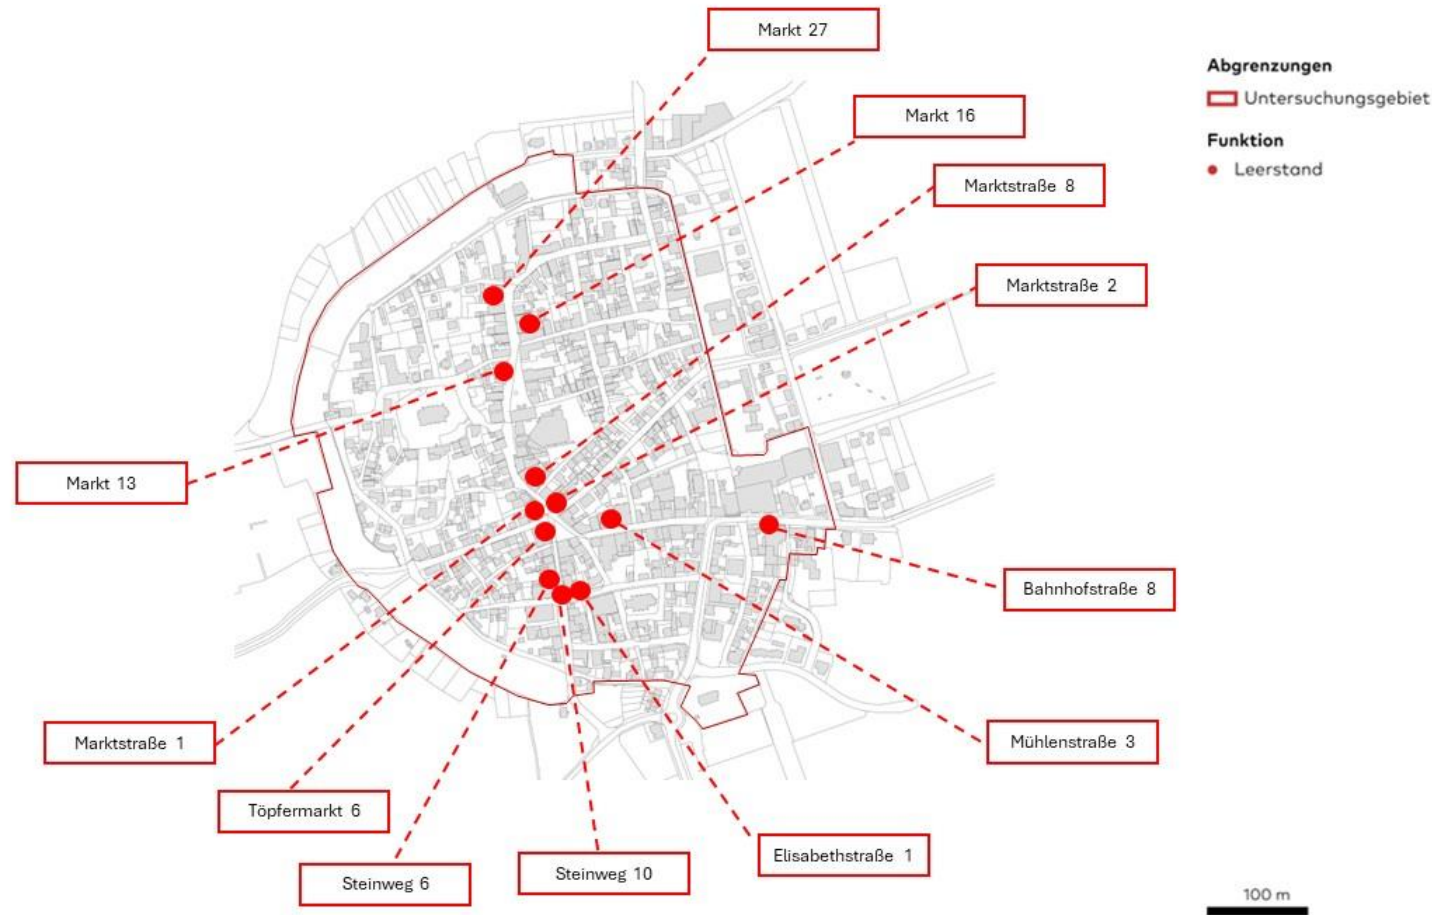 Markt 27
Abgrenzungen
Untersuchungsgebiet
Markt 16
Funktion
Leerstand
Marktstraße 8
Marktstraße 2
Markt 13
Bahnhofstraße 8
Marktstraße 1
Mühlenstraße 3
Töpfermarkt 6
Elisabethstraße 1
Steinweg 10
Steinweg 6
100 m